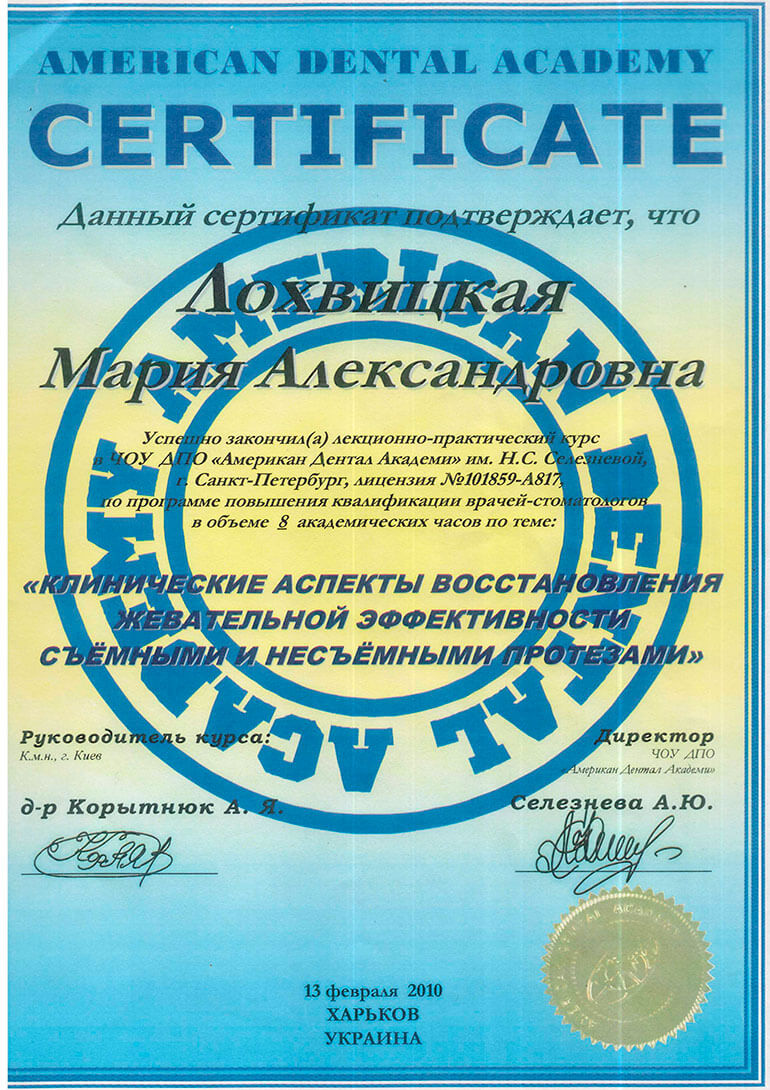 AMERICAN DENTAL ACADEMY
CERTIFICATE
Данный сертификат подтверждает, что
Лохвицкая
Мария Александровна
Успешно закончил(а) лекционно-практический курс
в ЧОУ ДПО «Американ Дентал Академи» им. Н.С. Селезневой,
г. Санкт-Петербург, лицензия №101859-А817,
по программе повышения квалификации врачей-стоматологов
в объеме 8 академических часов по теме:
«КЛИНИЧЕСКИЕ АСПЕКТЫ ВОССТАНОВЛЕНИЯ
ЖЕВАТЕЛЬНОЙ ЭФФЕКТИВНОСТИ
СЪЁМНЫМИ И НЕСЪЁМНЫМИ ПРОТЕЗАМИ»
AMERICAN DENTAL ACADEMY
Руководитель курса:
К.м.н., г. Киев
д-р Корытнюк А. Я.
Директор
ЧОУ ДПО
«Американ Дентал Академи»
Селезнева А.Ю.
13 февраля 2010
ХАРЬКОВ
УКРАИНА